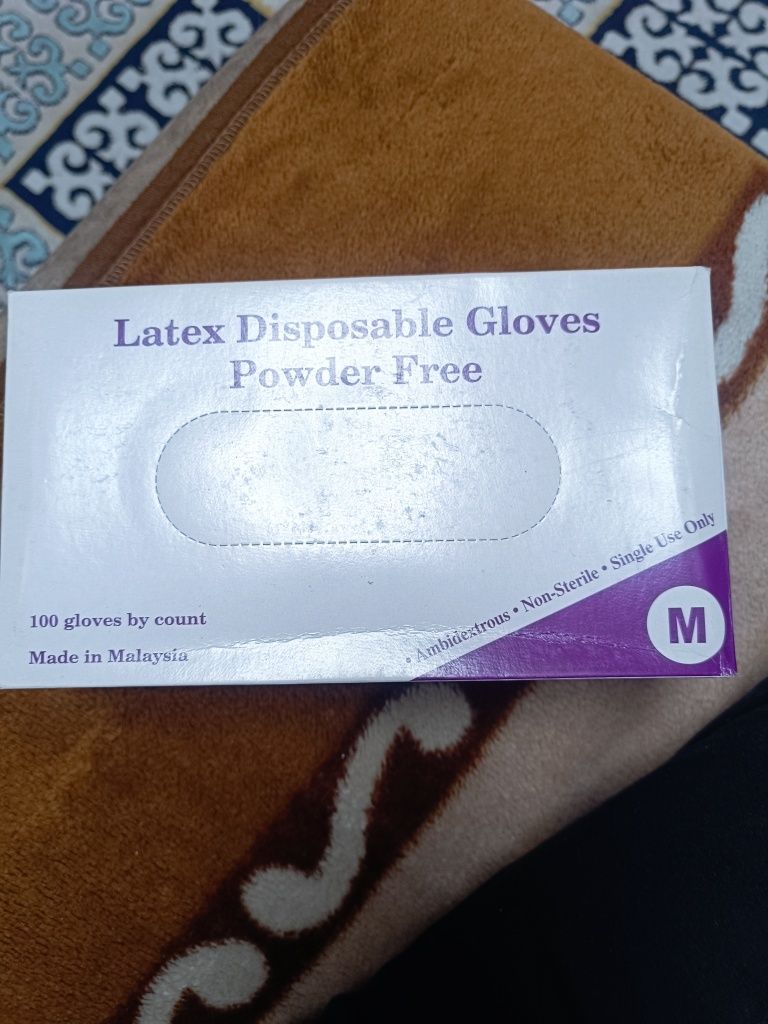 Latex Disposable Gloves
Powder Free
100 gloves by count
Made in Malaysia
• Ambidextrous • Non-Sterile • Single Use Only
M